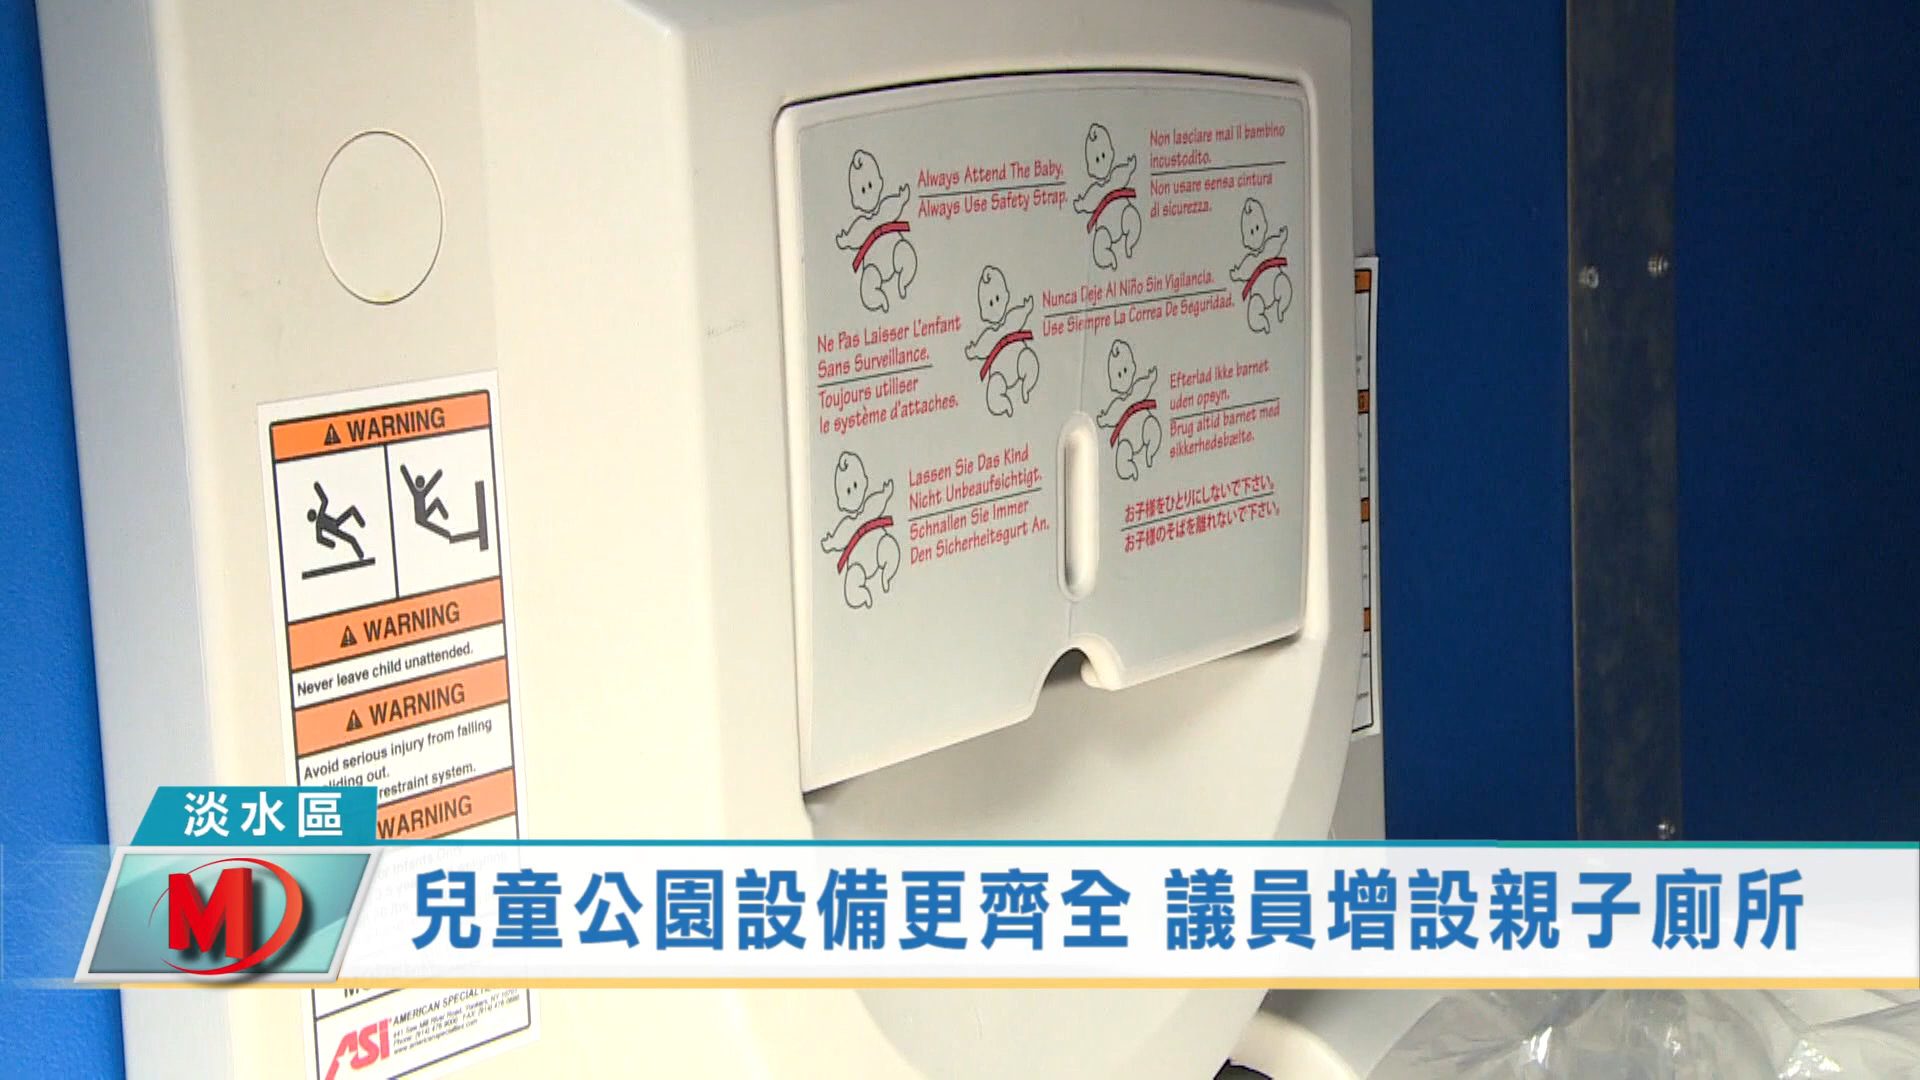 Always Attend The Baby.
Always Use Safety Strap.
Non lasciare mai il bambino
incustodito.
Non usare sensa cintura
di sicurezza.
Nunca Deje Al Niño Sin Vigilancia.
Use Siempre La Correa De Seguridad.
Ne Pas Laisser L'enfant
Sans Surveillance.
Toujours utiliser
le système d'attaches.
Efterlad ikke barnet
uden opsyn.
Brug altid barnet med
sikkerhedsbælte.
Lassen Sie Das Kind
Nicht Unbeaufsichtigt.
Schnallen Sie Immer
Den Sicherheitsgurt An.
お子様をひとりにしないで下さい。
お子様のそばを離れないで下さい。
WARNING
WARNING
Never leave child unattended.
WARNING
Avoid serious injury from falling
sliding out.
restraint system.
WARNING
淡水區
M
兒童公園設備更齊全 議員增設親子廁所
ASI
AMERICAN SPECIALT